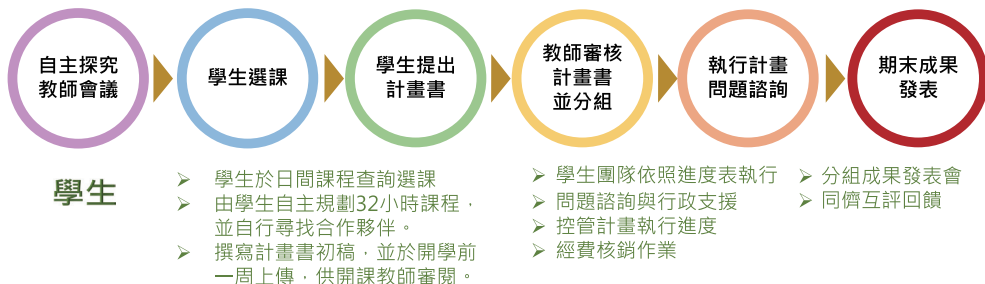 自主探究
教師會議
學生選課
學生提出
計畫書
教師審核
計畫書
並分組
執行計畫
問題諮詢
期末成果
發表
學生
➢ 學生於日間課程查詢選課
➢ 由學生自主規劃32小時課程，
並自行尋找合作夥伴。
➢ 撰寫計畫書初稿，並於開學前
一周上傳，供開課教師審閱。
➢ 學生團隊依照進度表執行
➢ 問題諮詢與行政支援
➢ 控管計畫執行進度
➢ 經費核銷作業
➢ 分組成果發表會
➢ 同儕互評回饋